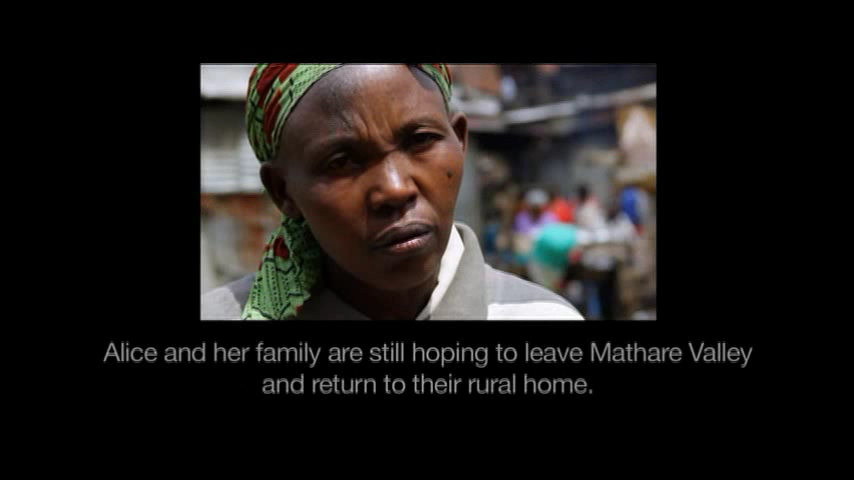 Alice and her family are still hoping to leave Mathare Valley
and return to their rural home.